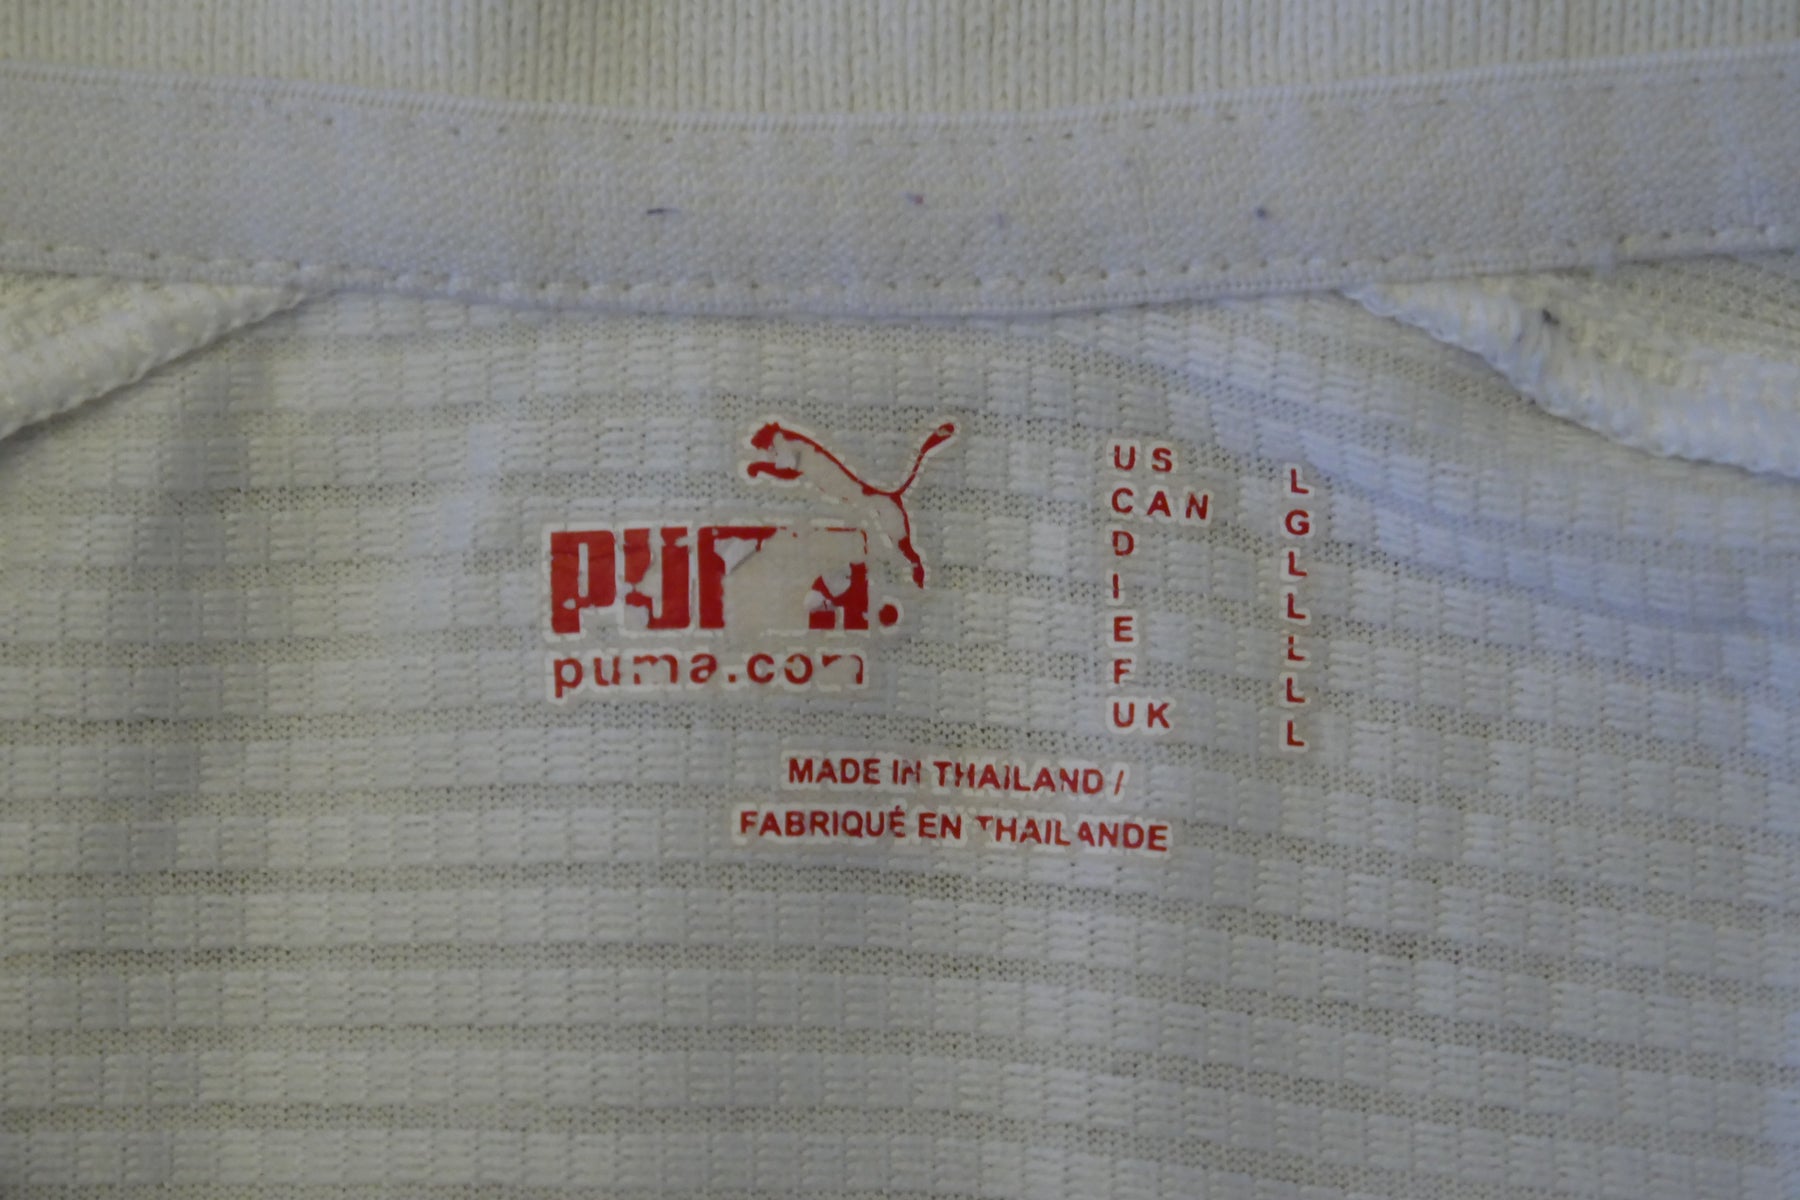 PUMA.
puma.com
US L
CAN G
D L
I L
E L
F L
UK L
MADE IN THAILAND /
FABRIQUÉ EN THAILANDE